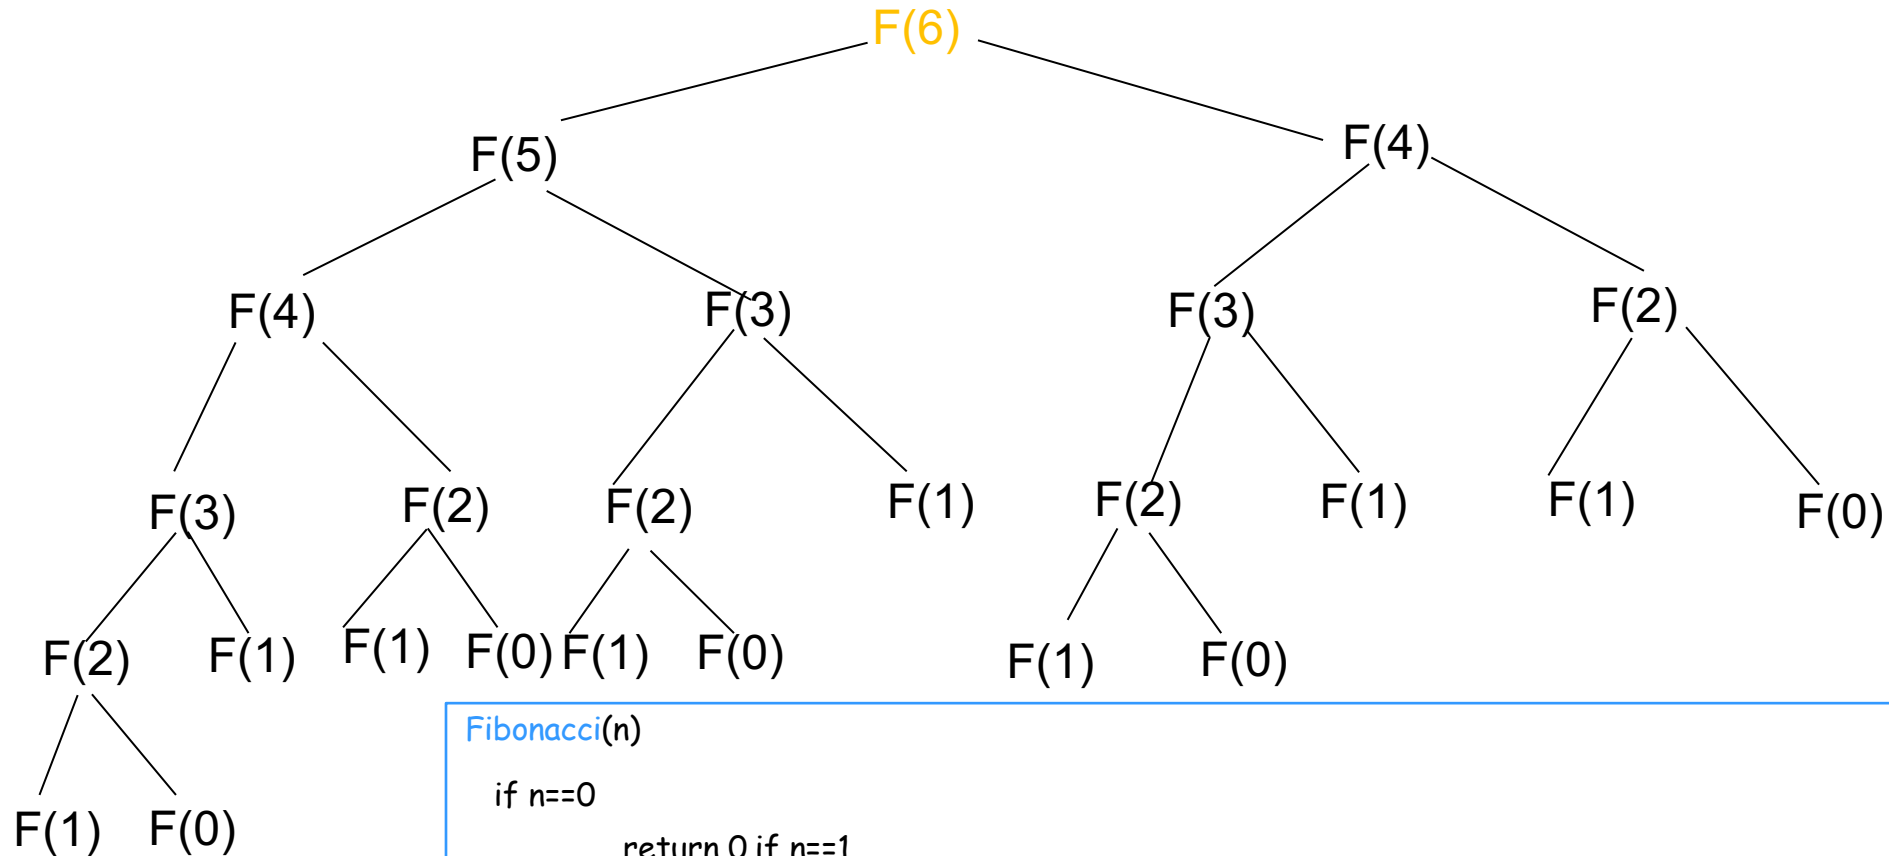 F(6)
F(5) F(4)
F(4) F(3) F(3) F(2)
F(3) F(2) F(2) F(1) F(2) F(1) F(1) F(0)
F(2) F(1) F(1) F(0) F(1) F(0) F(1) F(0)
F(1) F(0)
Fibonacci(n)
if n==0
return 0 if n==1